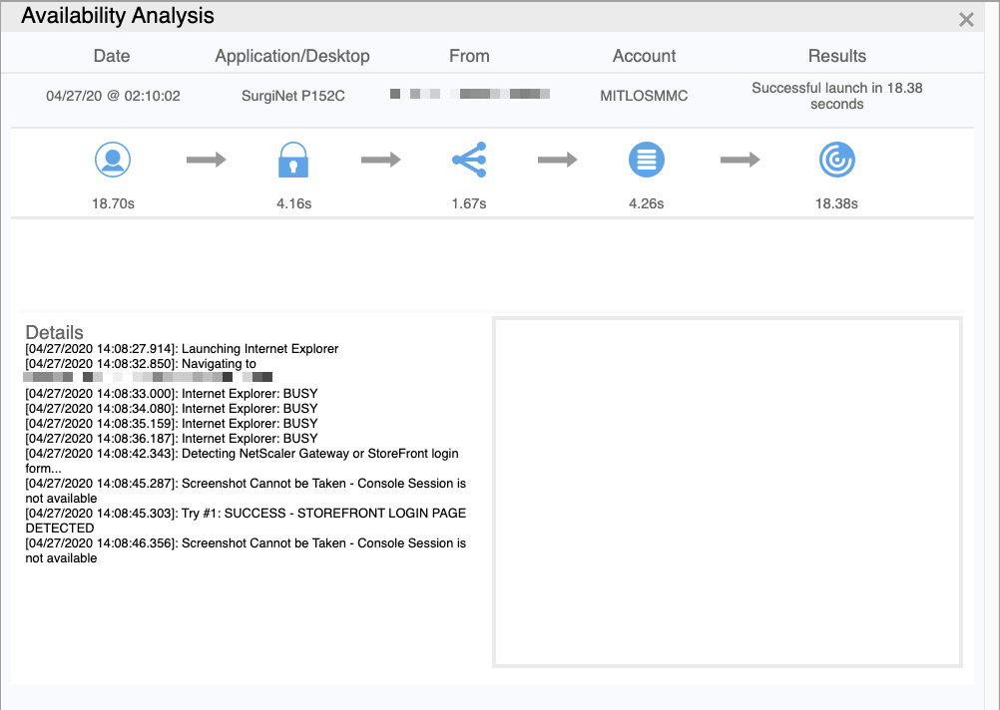 Availability Analysis
Date Application/Desktop From Account Results
04/27/20 @ 02:10:02 SurgiNet P152C MITLOSMMC Successful launch in 18.38
seconds
18.70s 4.16s 1.67s 4.26s 18.38s
Details
[04/27/2020 14:08:27.914]: Launching Internet Explorer
[04/27/2020 14:08:32.850]: Navigating to
[04/27/2020 14:08:33.000]: Internet Explorer: BUSY
[04/27/2020 14:08:34.080]: Internet Explorer: BUSY
[04/27/2020 14:08:35.159]: Internet Explorer: BUSY
[04/27/2020 14:08:36.187]: Internet Explorer: BUSY
[04/27/2020 14:08:42.343]: Detecting NetScaler Gateway or StoreFront login
form...
[04/27/2020 14:08:45.287]: Screenshot Cannot be Taken - Console Session is
not available
[04/27/2020 14:08:45.303]: Try #1: SUCCESS - STOREFRONT LOGIN PAGE
DETECTED
[04/27/2020 14:08:46.356]: Screenshot Cannot be Taken - Console Session is
not available